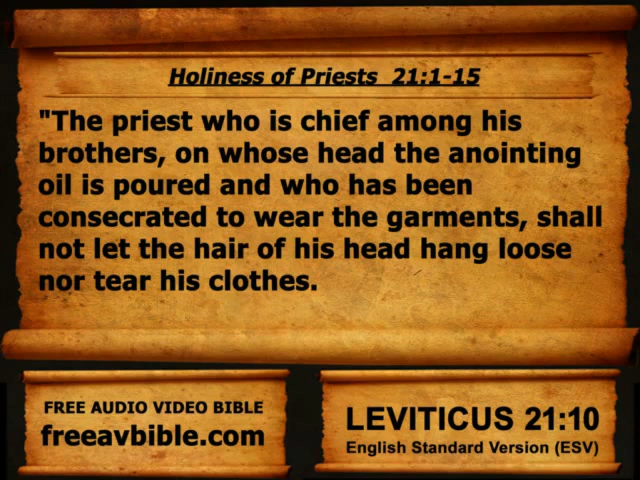 Holiness of Priests  21:1-15
"The priest who is chief among his
brothers, on whose head the anointing
oil is poured and who has been
consecrated to wear the garments, shall
not let the hair of his head hang loose
nor tear his clothes.
FREE AUDIO VIDEO BIBLE
freeavbible.com
LEVITICUS 21:10
English Standard Version (ESV)